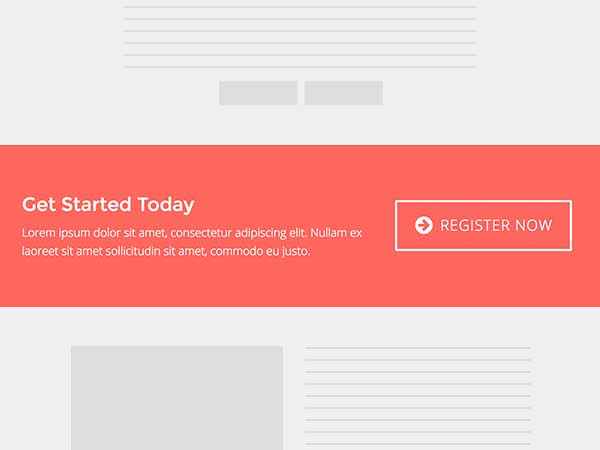 Get Started Today
Lorem ipsum dolor sit amet, consectetur adipiscing elit. Nullam ex
laoreet sit amet sollicitudin sit amet, commodo eu justo.
REGISTER NOW